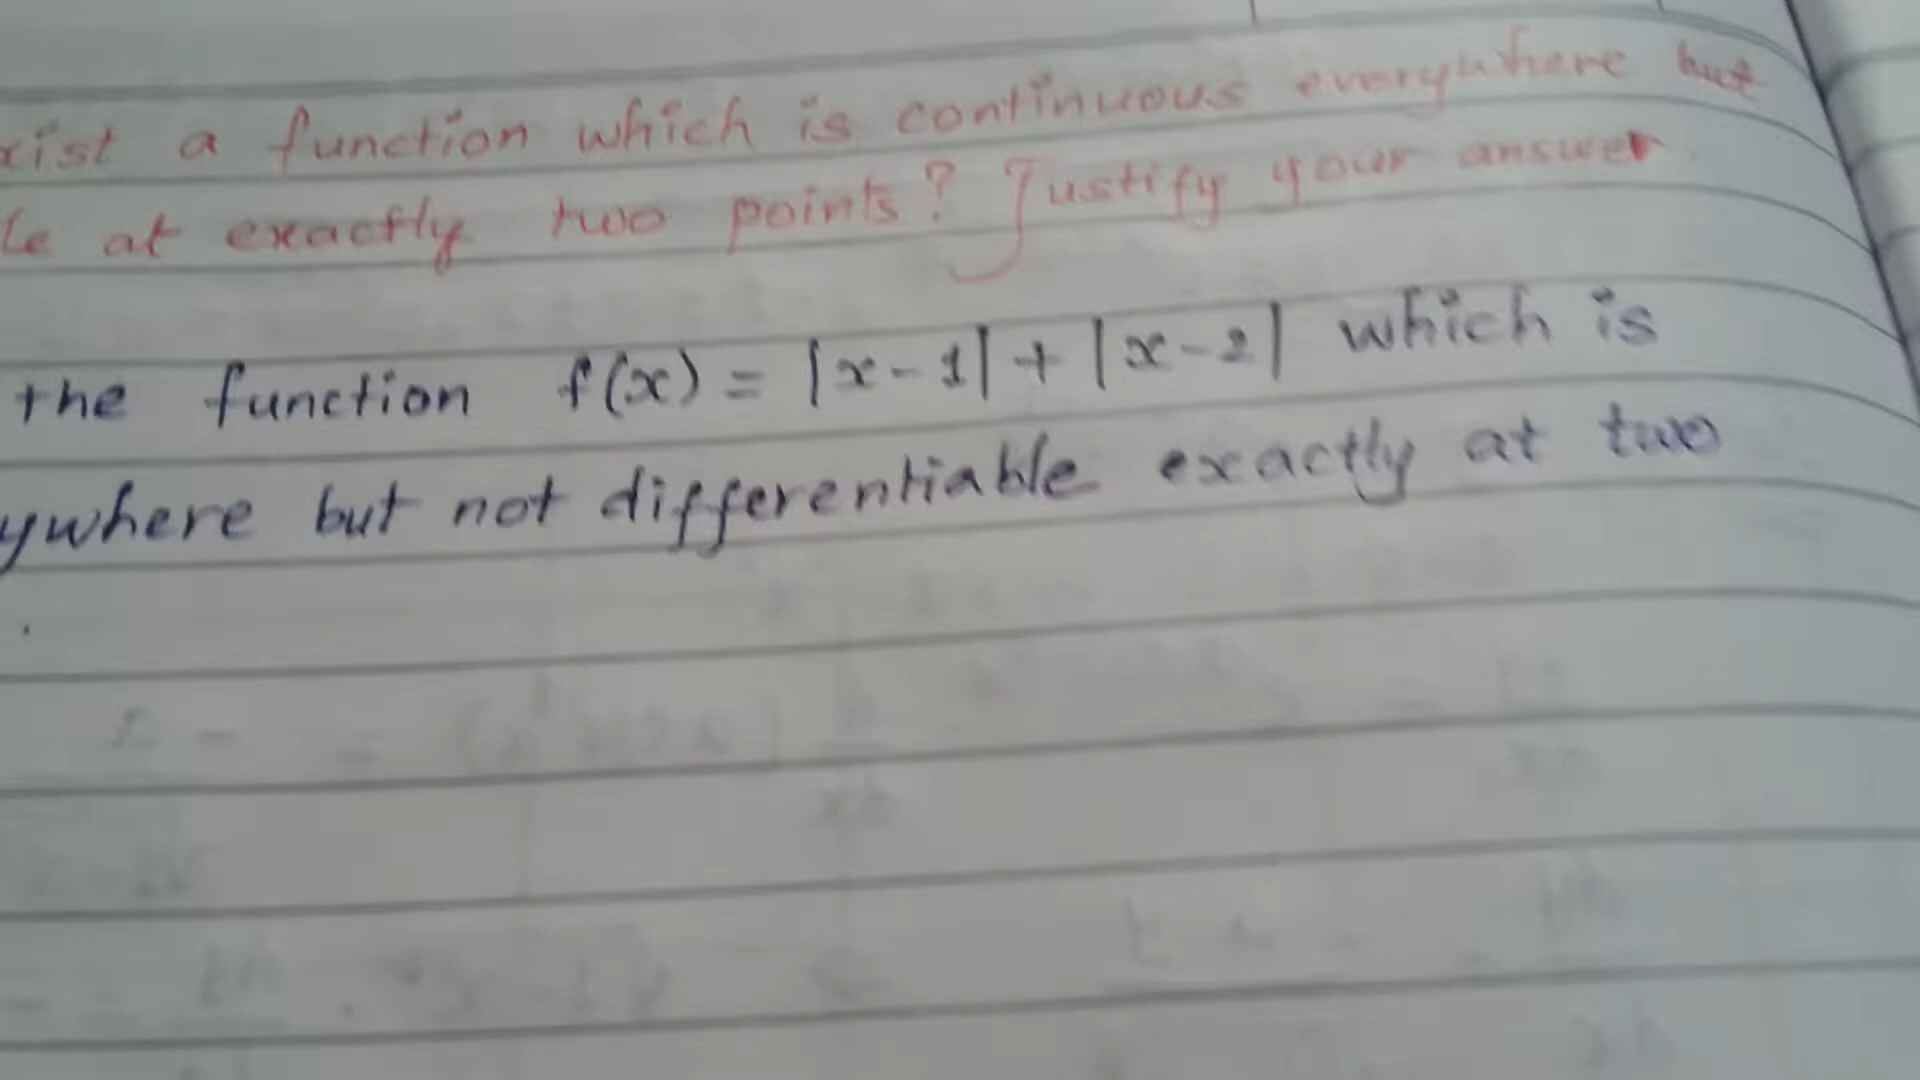 xist a function which is continuous everywhere but
le at exactly two points? Justify your answer.
the function f(x) = |x-1| + |x-2| which is
ywhere but not differentiable exactly at two
.